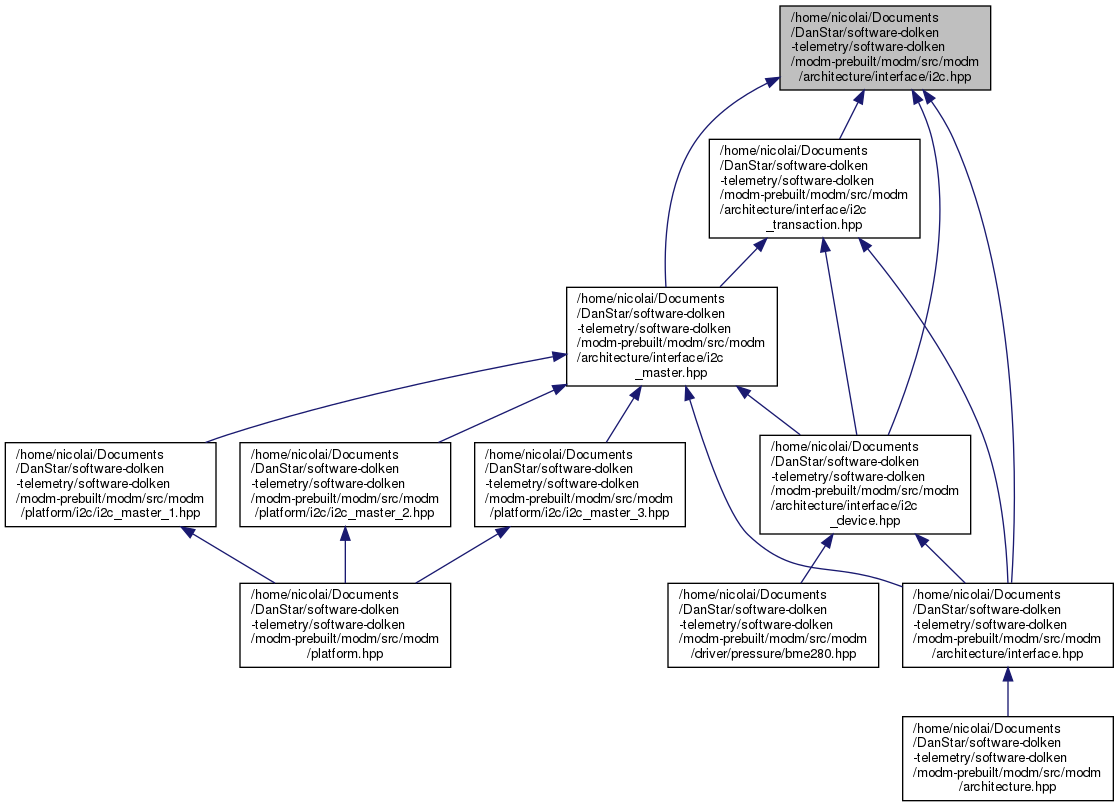 /home/nicolai/Documents
/DanStar/software-dolken
-telemetry/software-dolken
/modm-prebuilt/modm/src/modm
/architecture/interface/i2c.hpp
/home/nicolai/Documents
/DanStar/software-dolken
-telemetry/software-dolken
/modm-prebuilt/modm/src/modm
/architecture/interface/i2c
_transaction.hpp
/home/nicolai/Documents
/DanStar/software-dolken
-telemetry/software-dolken
/modm-prebuilt/modm/src/modm
/architecture/interface/i2c
_master.hpp
/home/nicolai/Documents
/DanStar/software-dolken
-telemetry/software-dolken
/modm-prebuilt/modm/src/modm
/platform/i2c/i2c_master_1.hpp
/home/nicolai/Documents
/DanStar/software-dolken
-telemetry/software-dolken
/modm-prebuilt/modm/src/modm
/platform/i2c/i2c_master_2.hpp
/home/nicolai/Documents
/DanStar/software-dolken
-telemetry/software-dolken
/modm-prebuilt/modm/src/modm
/platform/i2c/i2c_master_3.hpp
/home/nicolai/Documents
/DanStar/software-dolken
-telemetry/software-dolken
/modm-prebuilt/modm/src/modm
/architecture/interface/i2c
_device.hpp
/home/nicolai/Documents
/DanStar/software-dolken
-telemetry/software-dolken
/modm-prebuilt/modm/src/modm
/platform.hpp
/home/nicolai/Documents
/DanStar/software-dolken
-telemetry/software-dolken
/modm-prebuilt/modm/src/modm
/driver/pressure/bme280.hpp
/home/nicolai/Documents
/DanStar/software-dolken
-telemetry/software-dolken
/modm-prebuilt/modm/src/modm
/architecture/interface.hpp
/home/nicolai/Documents
/DanStar/software-dolken
-telemetry/software-dolken
/modm-prebuilt/modm/src/modm
/architecture.hpp